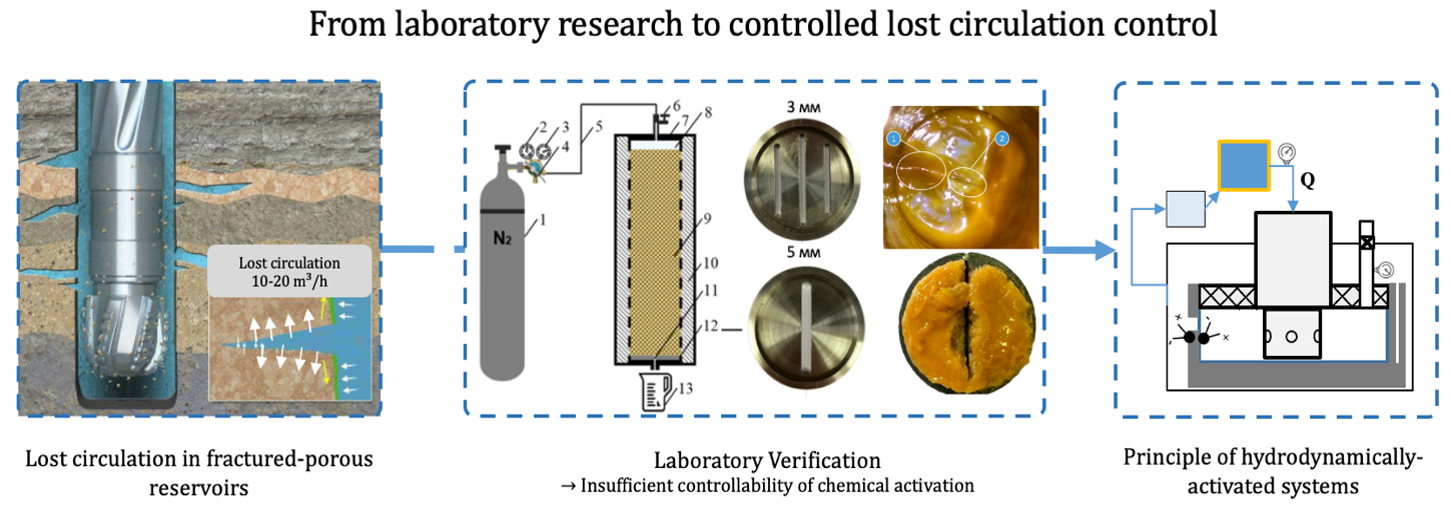 From laboratory research to controlled lost circulation control
Lost circulation
10-20 m³/h
Lost circulation in fractured-porous
reservoirs
N₂
1
2
3
4
5
6
7
8
9
10
11
12
13
3 мм
5 мм
1
2
Laboratory Verification
→ Insufficient controllability of chemical activation
Q
Principle of hydrodynamically-
activated systems